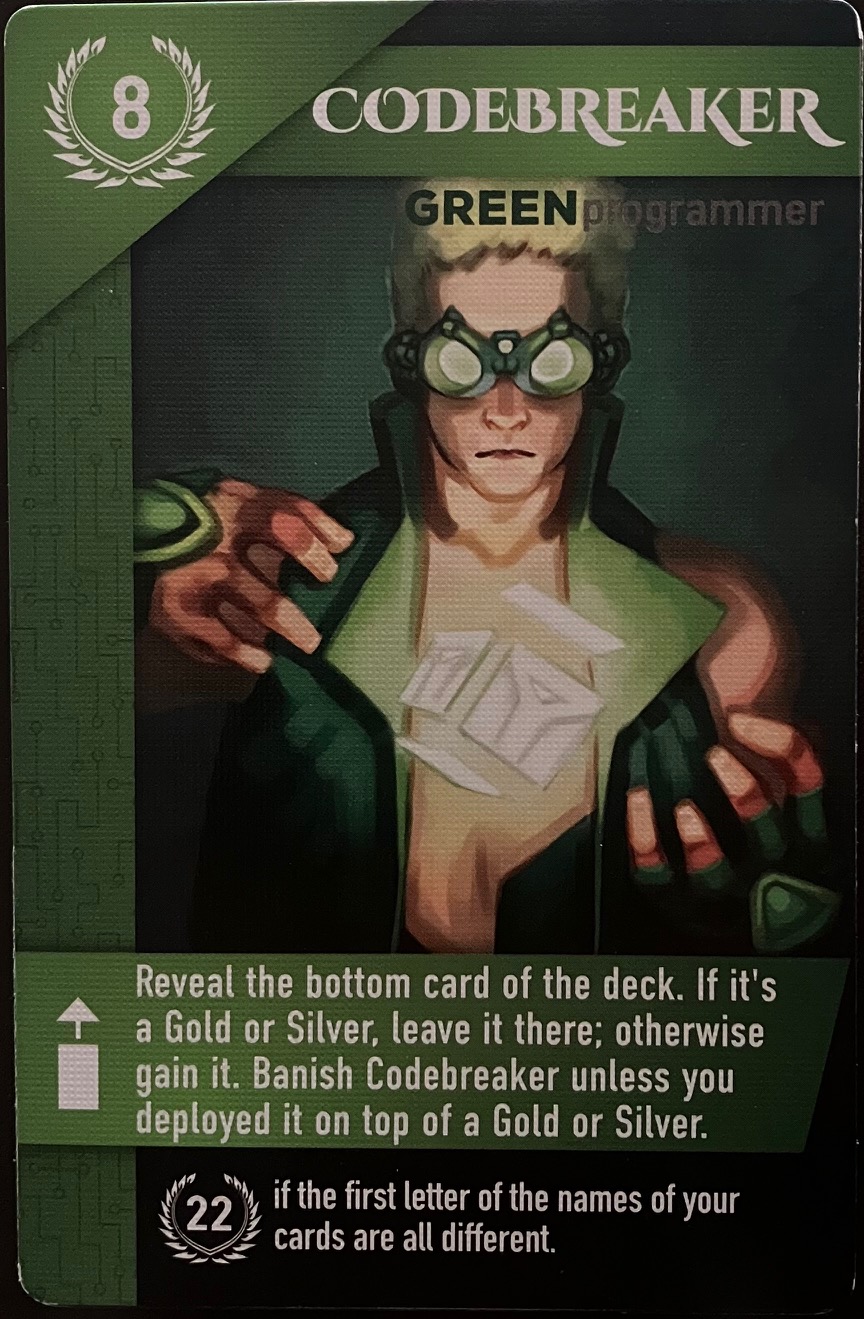 8
CODEBREAKER
GREENprogrammer
Reveal the bottom card of the deck. If it's
a Gold or Silver, leave it there; otherwise
gain it. Banish Codebreaker unless you
deployed it on top of a Gold or Silver.
22
if the first letter of the names of your
cards are all different.